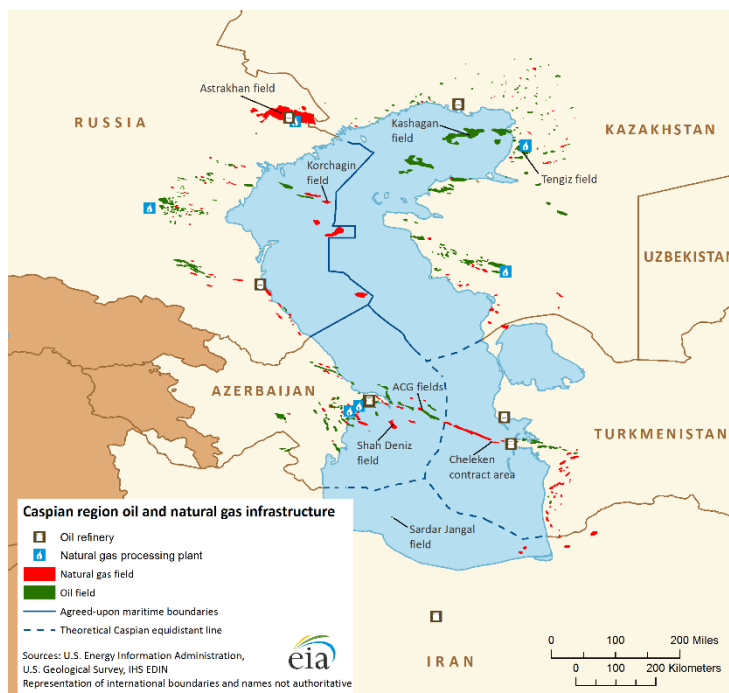 Astrakhan field
RUSSIA
Kashagan
field
KAZAKHSTAN
Korchagin
field
Tengiz field
UZBEKISTAN
AZERBAIJAN
ACG fields
Shah Deniz
field
Cheleken
contract area
TURKMENISTAN
Sardar Jangal
field
IRAN
Caspian region oil and natural gas infrastructure
Oil refinery
Natural gas processing plant
Natural gas field
Oil field
Agreed-upon maritime boundaries
Theoretical Caspian equidistant line
Sources: U.S. Energy Information Administration,
U.S. Geological Survey, IHS EDIN
Representation of international boundaries and names not authoritative
eia
0 100 200 Miles
0 100 200 Kilometers